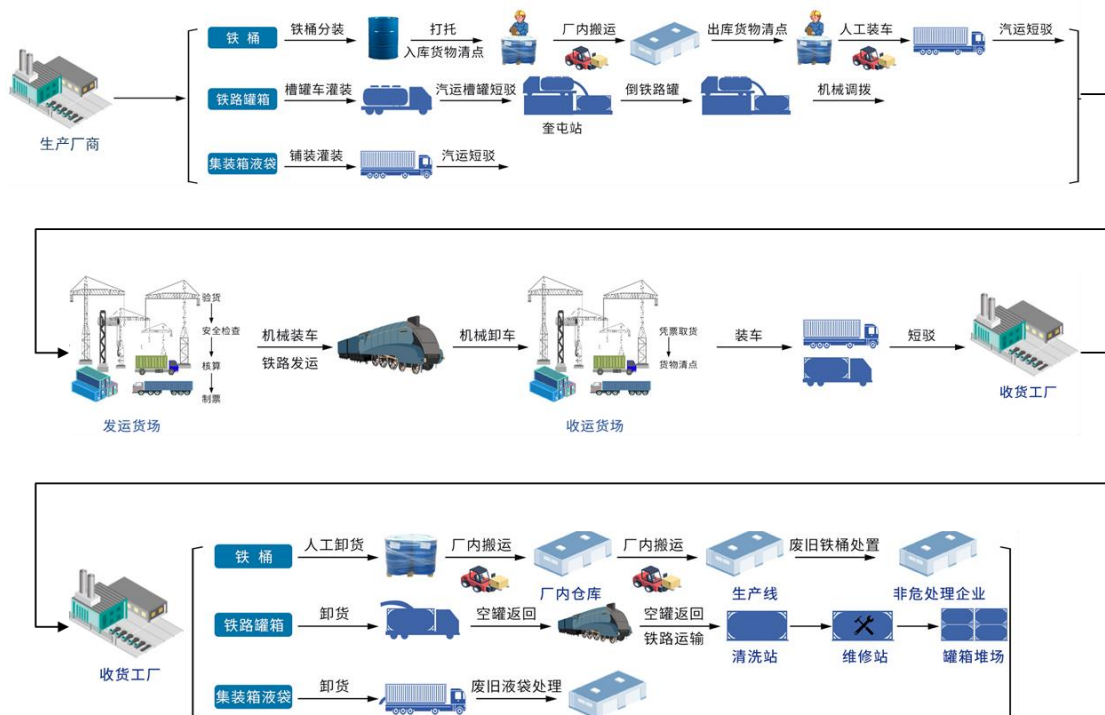 铁桶
铁桶分装
打托
入库货物清点
厂内搬运
出库货物清点
人工装车
汽运短驳
生产厂商
铁路罐箱
槽罐车灌装
汽运槽罐短驳
奎屯站
倒铁路罐
机械调拨
集装箱液袋
铺装灌装
汽运短驳
验货
安全检查
核算
制票
发运货场
机械装车
铁路发运
机械卸车
凭票取货
货物清点
收运货场
装车
短驳
收货工厂
收货工厂
铁桶
人工卸货
厂内搬运
厂内仓库
厂内搬运
生产线
废旧铁桶处置
非危处理企业
铁路罐箱
卸货
空罐返回
空罐返回
铁路运输
清洗站
维修站
罐箱堆场
集装箱液袋
卸货
废旧液袋处理